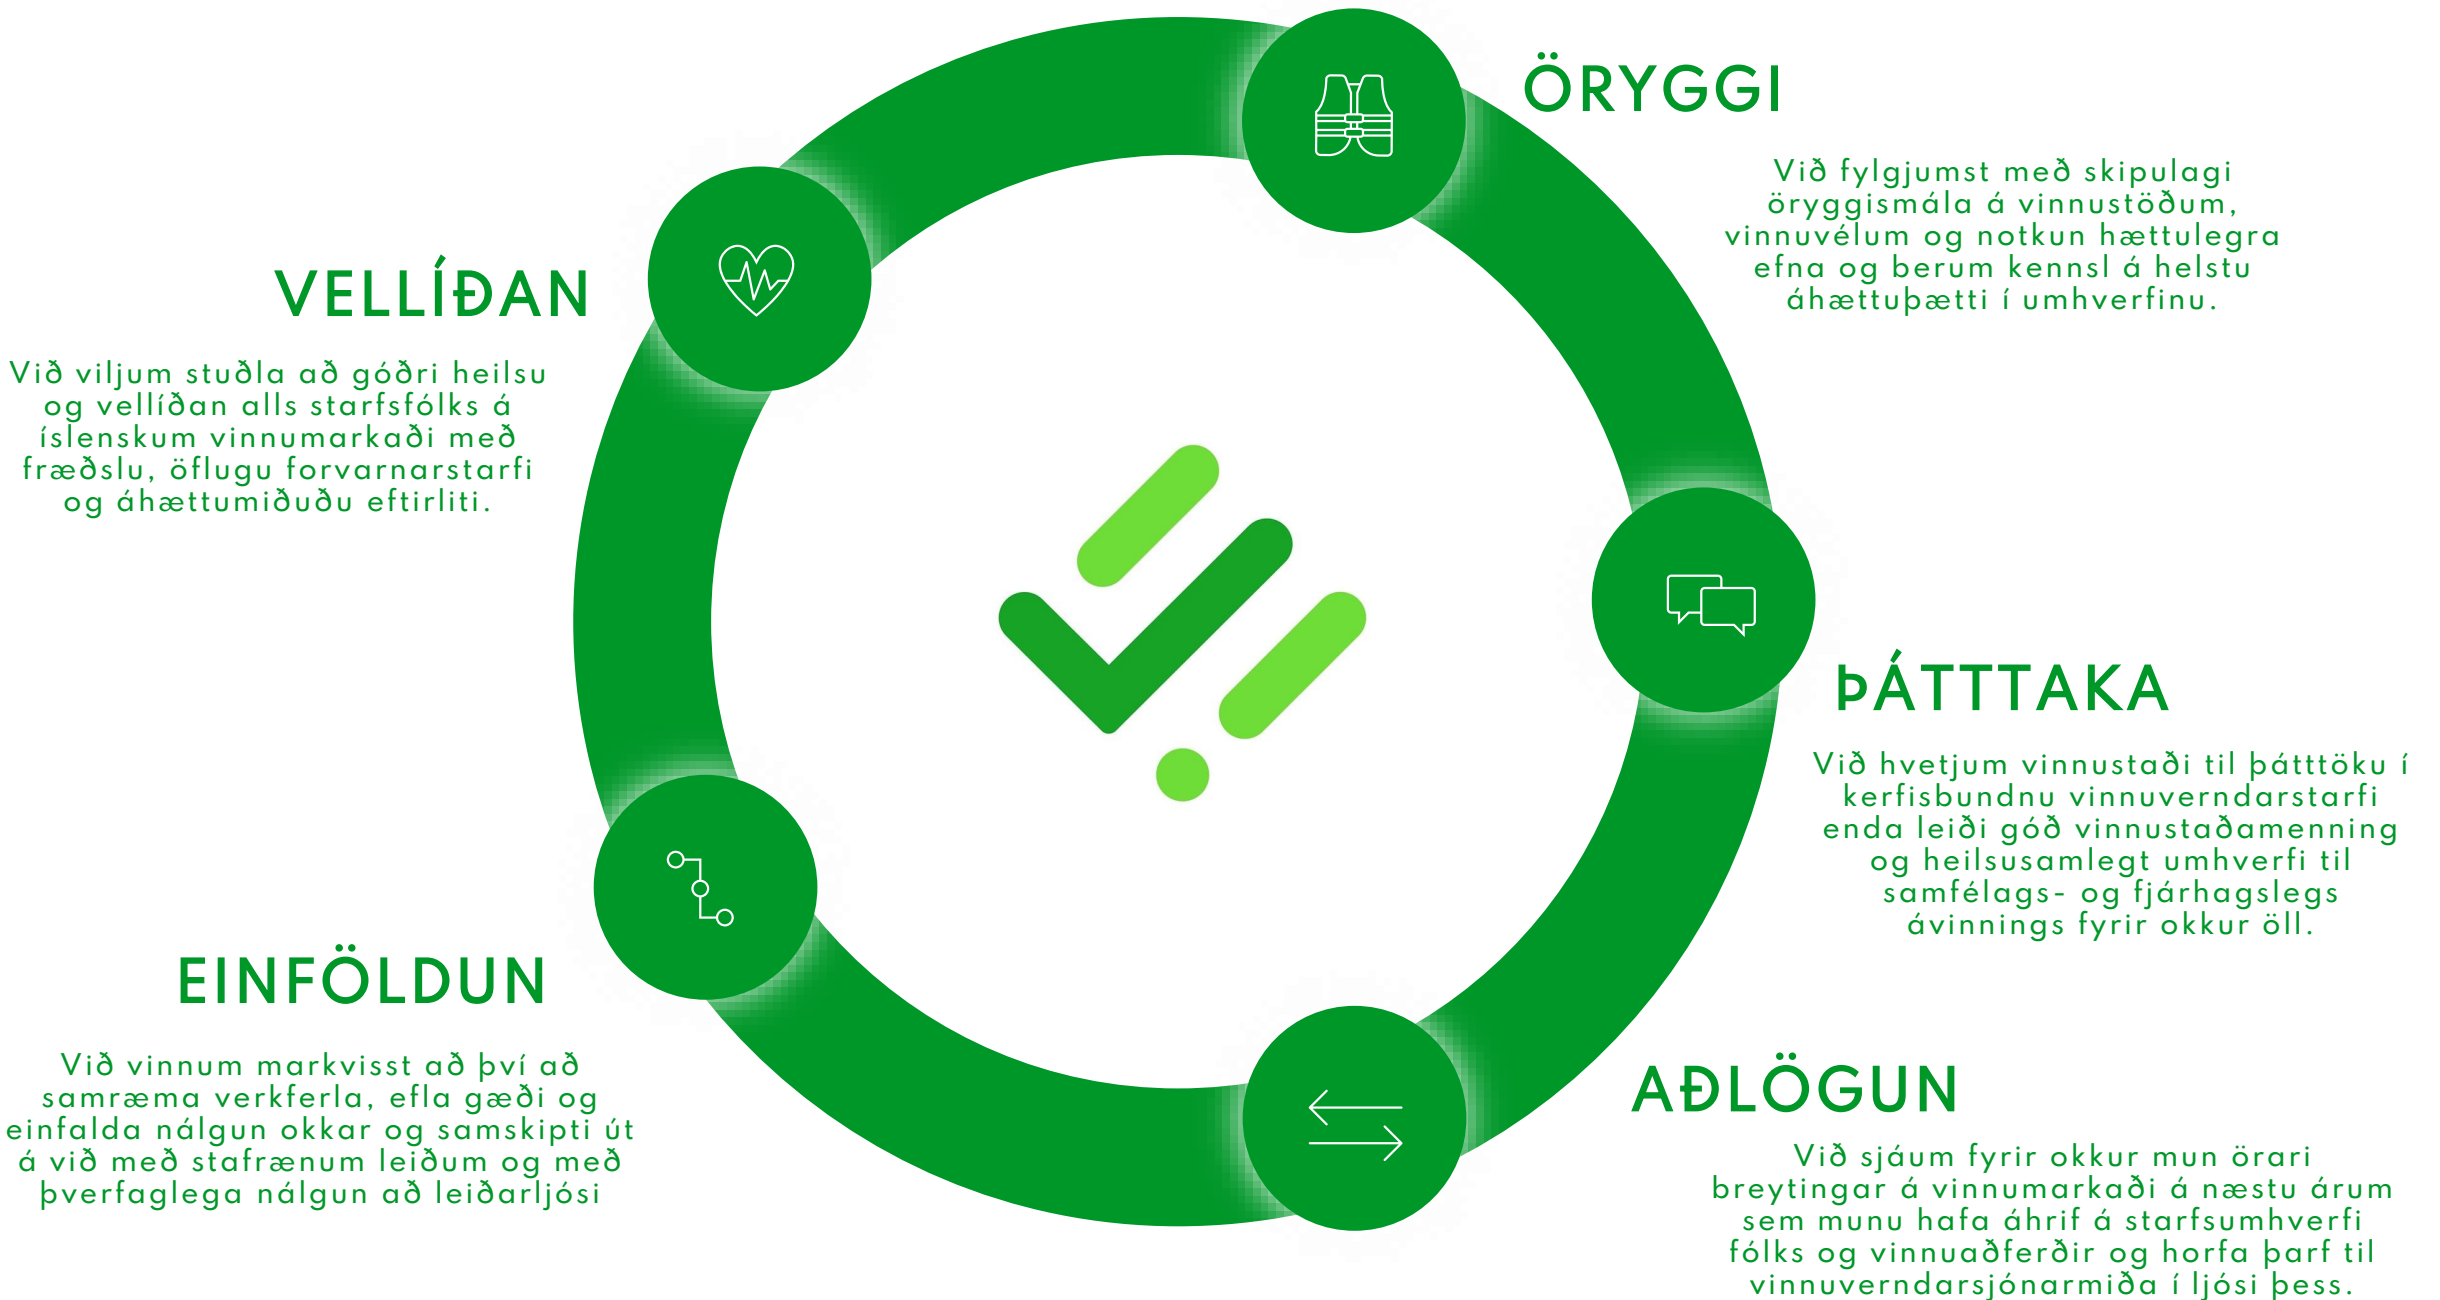 ÖRYGGI
Við fylgjumst með skipulagi
öryggismála á vinnustöðum,
vinnuvélum og notkun hættulegra
efna og berum kennsl á helstu
áhættuþætti í umhverfinu.
VELLÍÐAN
Við viljum stuðla að góðri heilsu
og vellíðan alls starfsfólks á
íslenskum vinnumarkaði með
fræðslu, öflugu forvarnarstarfi
og áhættumiðuðu eftirliti.
ÞÁTTTAKA
Við hvetjum vinnustaði til þátttöku í
kerfisbundnu vinnuverndarstarfi
enda leiði góð vinnustaðamenning
og heilsusamlegt umhverfi til
samfélags- og fjárhagslegs
ávinnings fyrir okkur öll.
EINFÖLDUN
Við vinnum markvisst að því að
samræma verkferla, efla gæði og
einfalda nálgun okkar og samskipti út
á við með stafrænum leiðum og með
þverfaglega nálgun að leiðarljósi
AÐLÖGUN
Við sjáum fyrir okkur mun örari
breytingar á vinnumarkaði á næstu árum
sem munu hafa áhrif á starfsumhverfi
fólks og vinnuaðferðir og horfa þarf til
vinnuverndarsjónarmiða í ljósi þess.